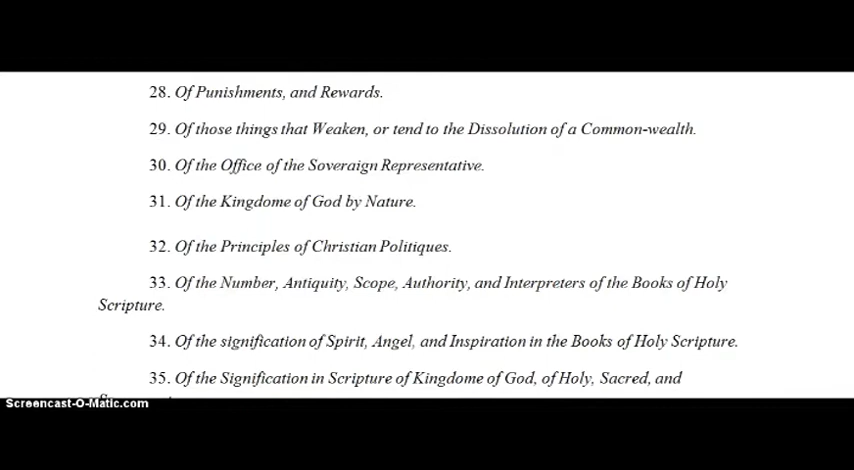 28. Of Punishments, and Rewards.
29. Of those things that Weaken, or tend to the Dissolution of a Common-wealth.
30. Of the Office of the Soveraign Representative.
31. Of the Kingdome of God by Nature.
32. Of the Principles of Christian Politiques.
33. Of the Number, Antiquity, Scope, Authority, and Interpreters of the Books of Holy
Scripture.
34. Of the signification of Spirit, Angel, and Inspiration in the Books of Holy Scripture.
35. Of the Signification in Scripture of Kingdome of God, of Holy, Sacred, and
Screencast-O-Matic.com